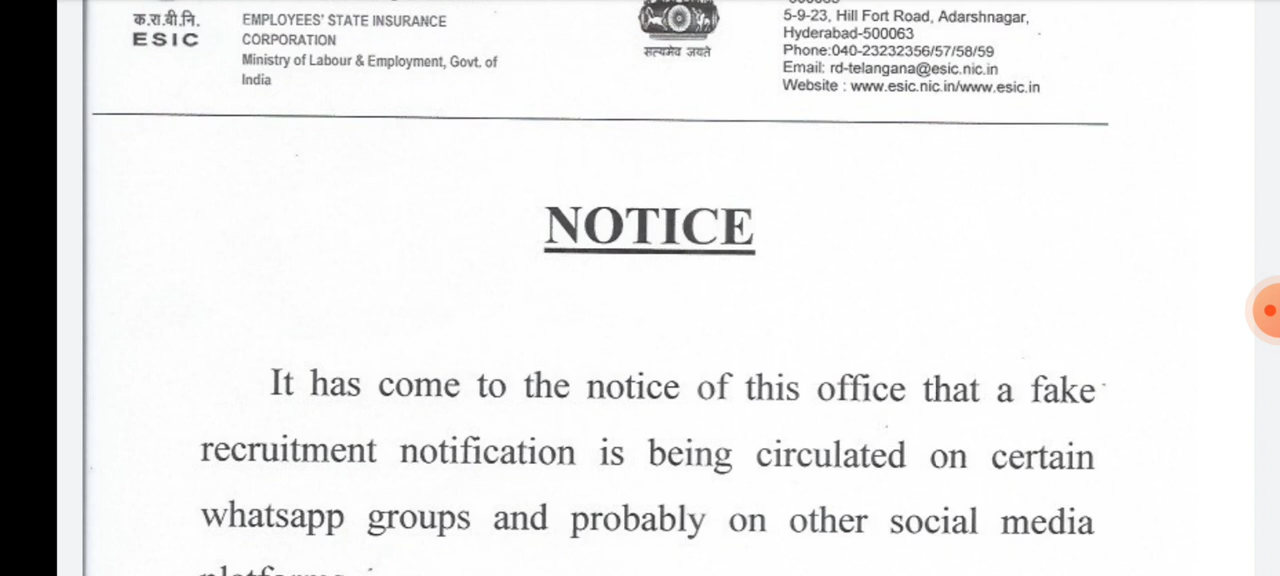 क.रा.बी.नि.
ESIC
EMPLOYEES' STATE INSURANCE
CORPORATION
Ministry of Labour & Employment, Govt. of
India
सत्यमेव जयते
5-9-23, Hill Fort Road, Adarshnagar,
Hyderabad-500063
Phone:040-23232356/57/58/59
Email: rd-telangana@esic.nic.in
Website : www.esic.nic.in/www.esic.in
NOTICE
It has come to the notice of this office that a fake
recruitment notification is being circulated on certain
whatsapp groups and probably on other social media